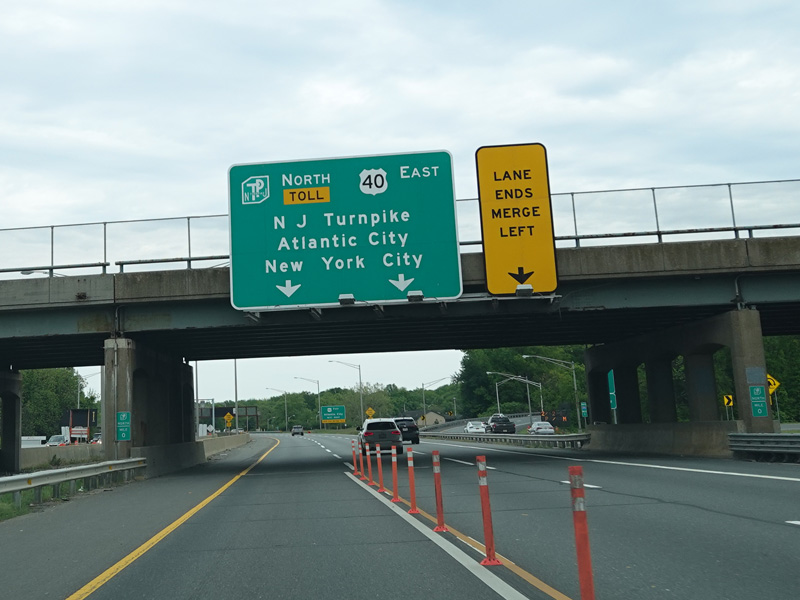 NORTH
TOLL
40
EAST
N J Turnpike
Atlantic City
New York City
LANE
ENDS
MERGE
LEFT